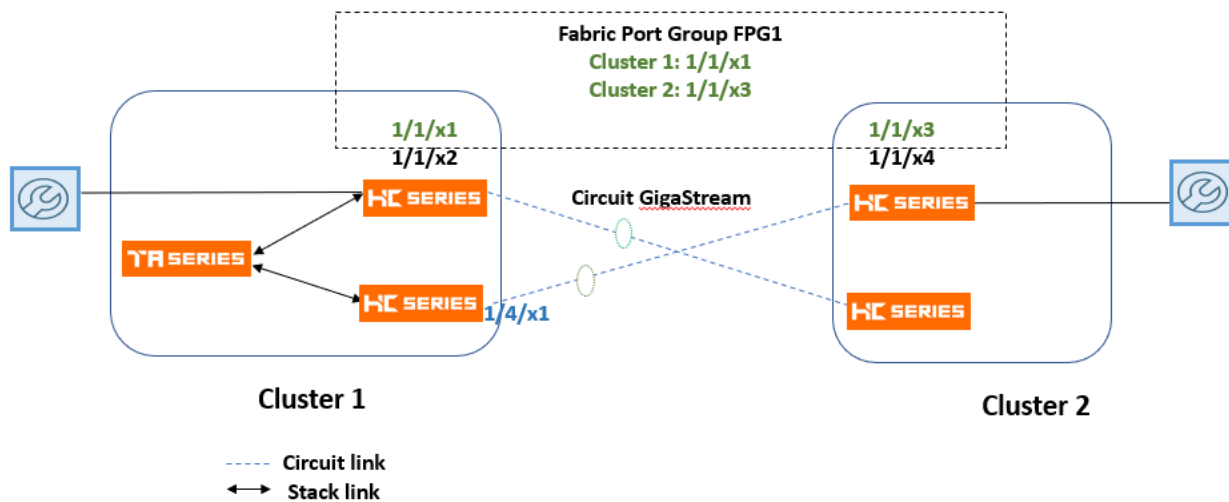 Fabric Port Group FPG1
Cluster 1: 1/1/x1
Cluster 2: 1/1/x3
1/1/x1
1/1/x2
1/1/x3
1/1/x4
HC SERIES
Circuit GigaStream
HC SERIES
TA SERIES
HC SERIES
1/4/x1
HC SERIES
Cluster 1
Cluster 2
Circuit link
Stack link